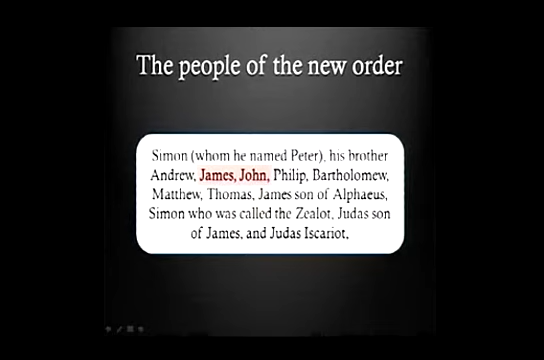 The people of the new order
Simon (whom he named Peter), his brother
Andrew, James, John, Philip, Bartholomew,
Matthew, Thomas, James son of Alphaeus,
Simon who was called the Zealot, Judas son
of James, and Judas Iscariot.